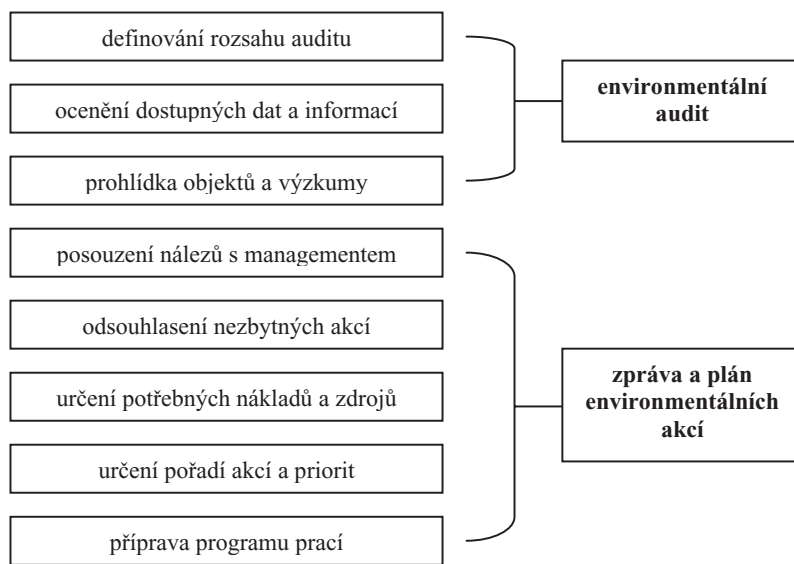 definování rozsahu auditu
ocenění dostupných dat a informací
prohlídka objektů a výzkumy
environmentální
audit
posouzení nálezů s managementem
odsouhlasení nezbytných akcí
určení potřebných nákladů a zdrojů
určení pořadí akcí a priorit
příprava programu prací
zpráva a plán
environmentálních
akcí